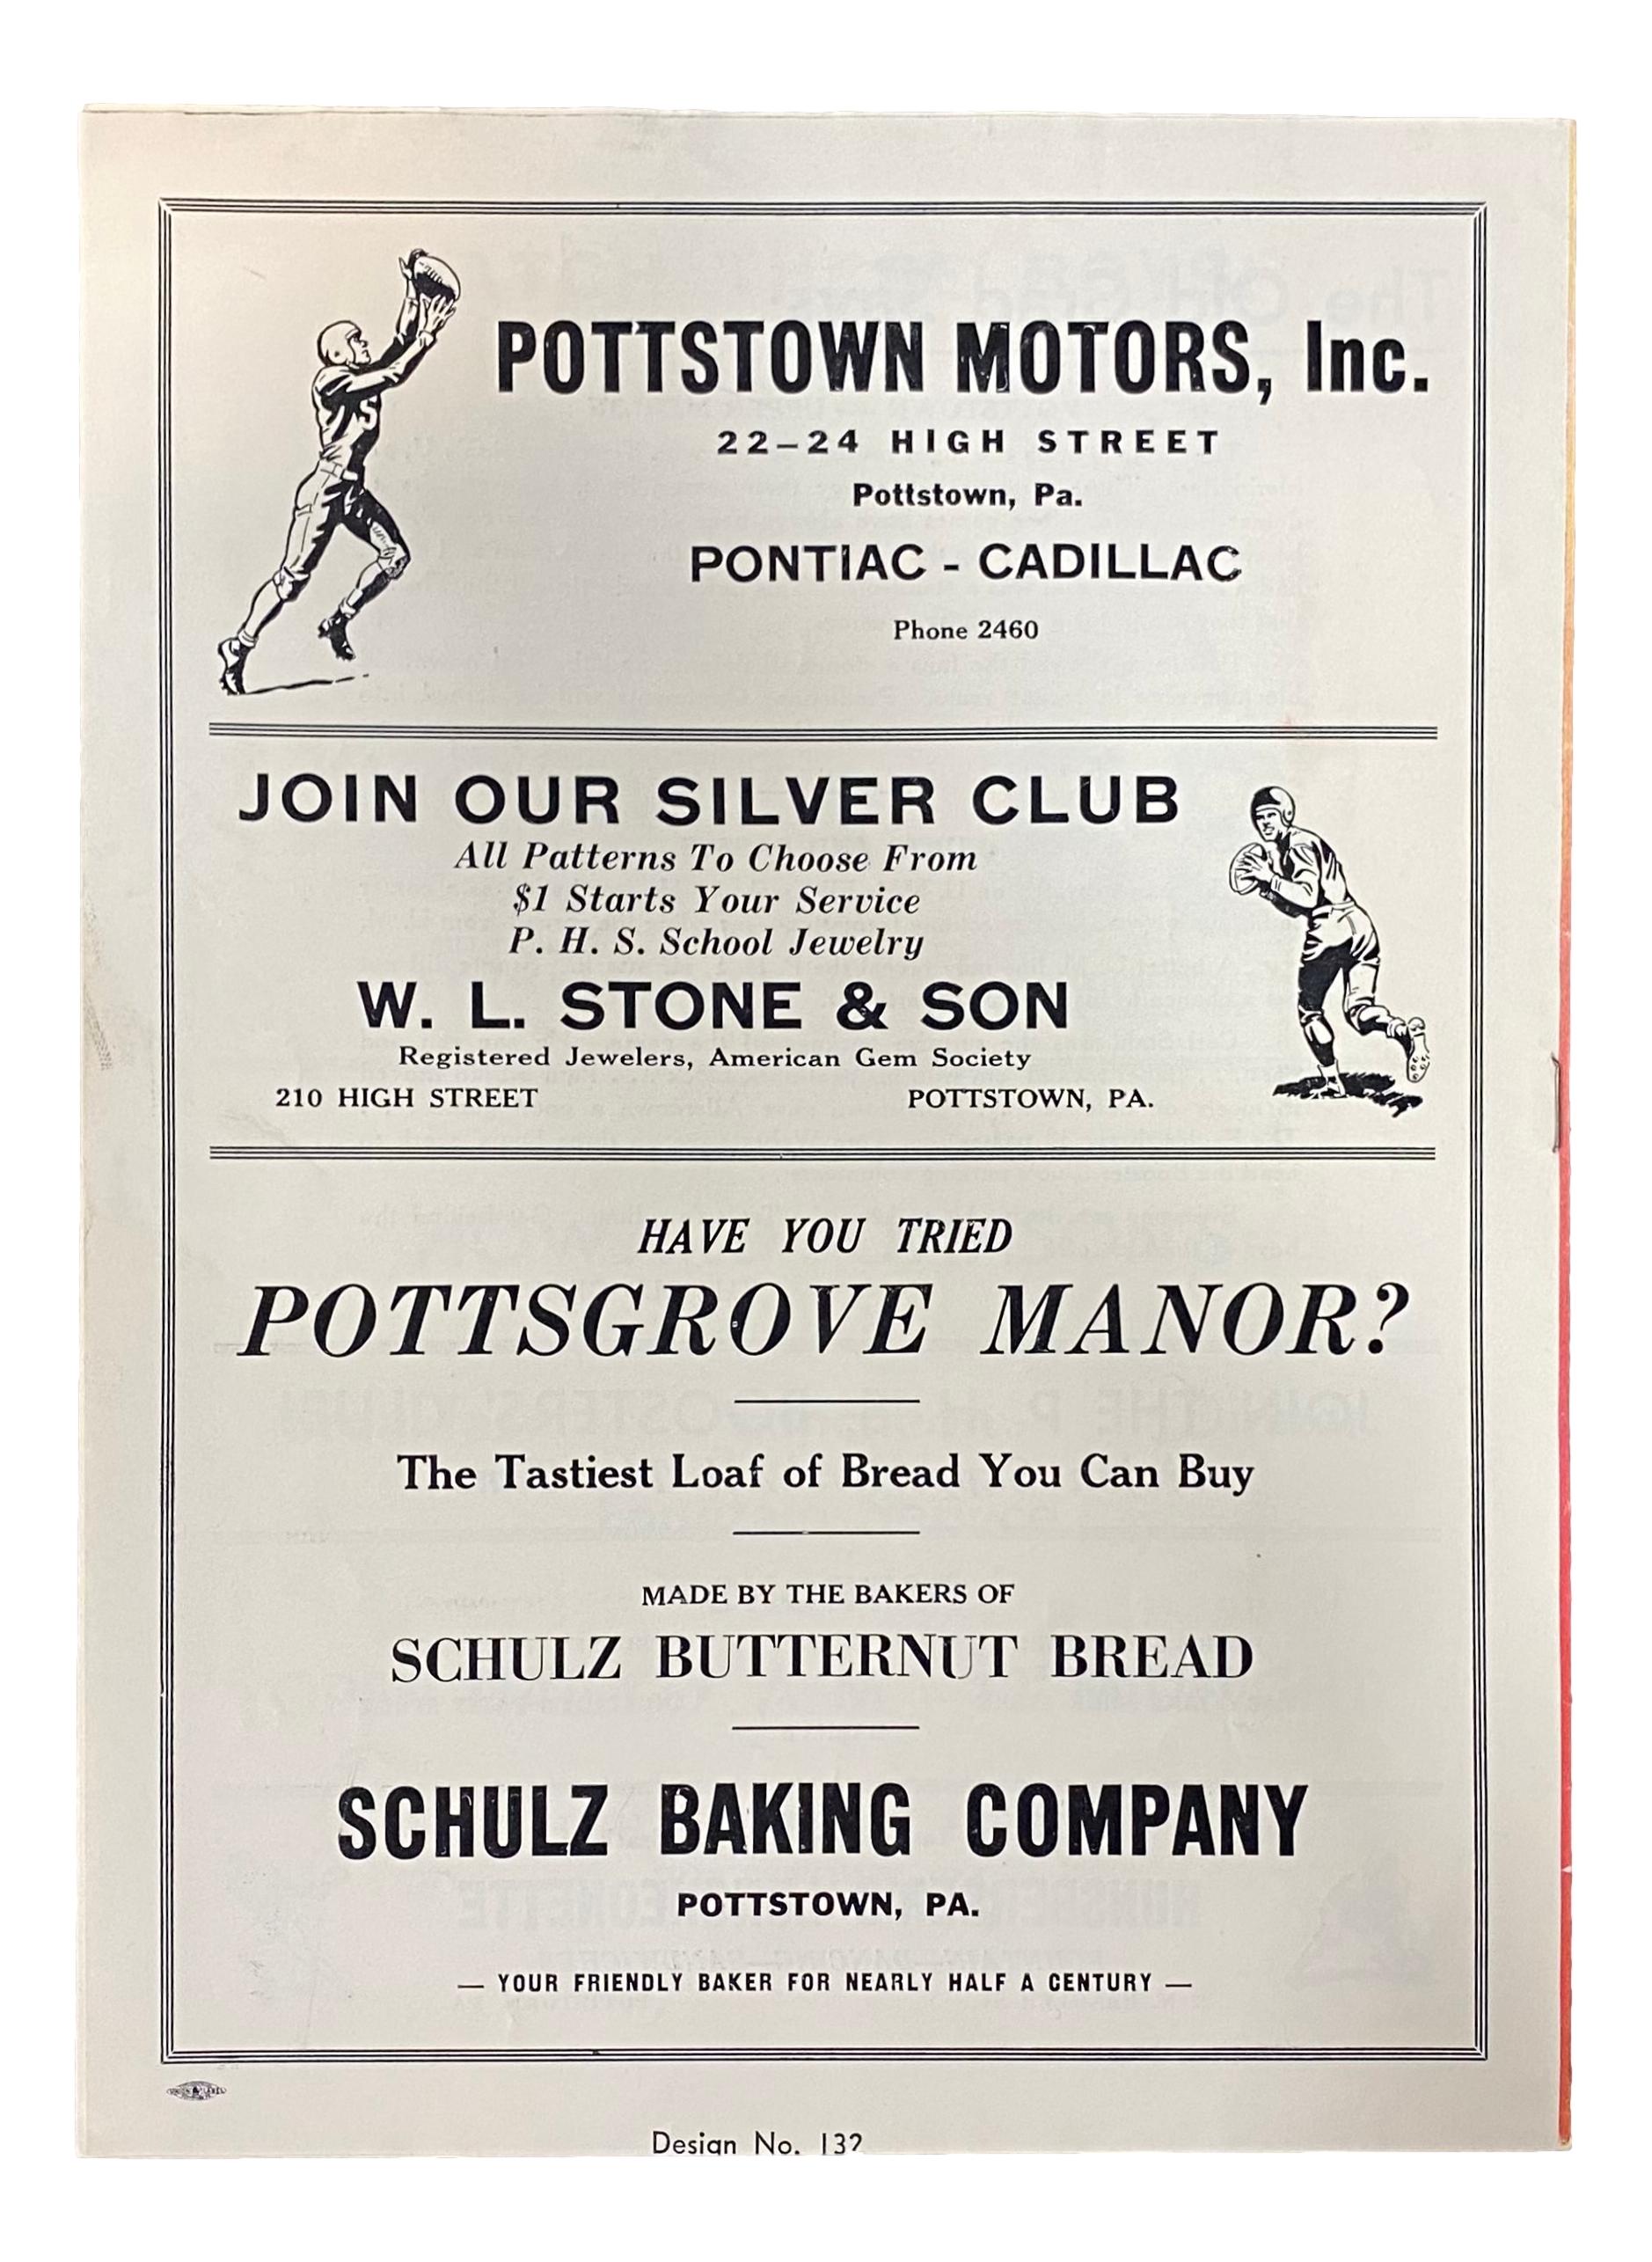 POTTSTOWN MOTORS, Inc.
22–24 HIGH STREET
Pottstown, Pa.
PONTIAC - CADILLAC
Phone 2460
5
JOIN OUR SILVER CLUB
All Patterns To Choose From
$1 Starts Your Service
P. H. S. School Jewelry
W. L. STONE & SON
Registered Jewelers, American Gem Society
210 HIGH STREET POTTSTOWN, PA.
HAVE YOU TRIED
POTTSGROVE MANOR?
The Tastiest Loaf of Bread You Can Buy
MADE BY THE BAKERS OF
SCHULZ BUTTERNUT BREAD
SCHULZ BAKING COMPANY
POTTSTOWN, PA.
— YOUR FRIENDLY BAKER FOR NEARLY HALF A CENTURY —
UNION LABEL
Design No. 132